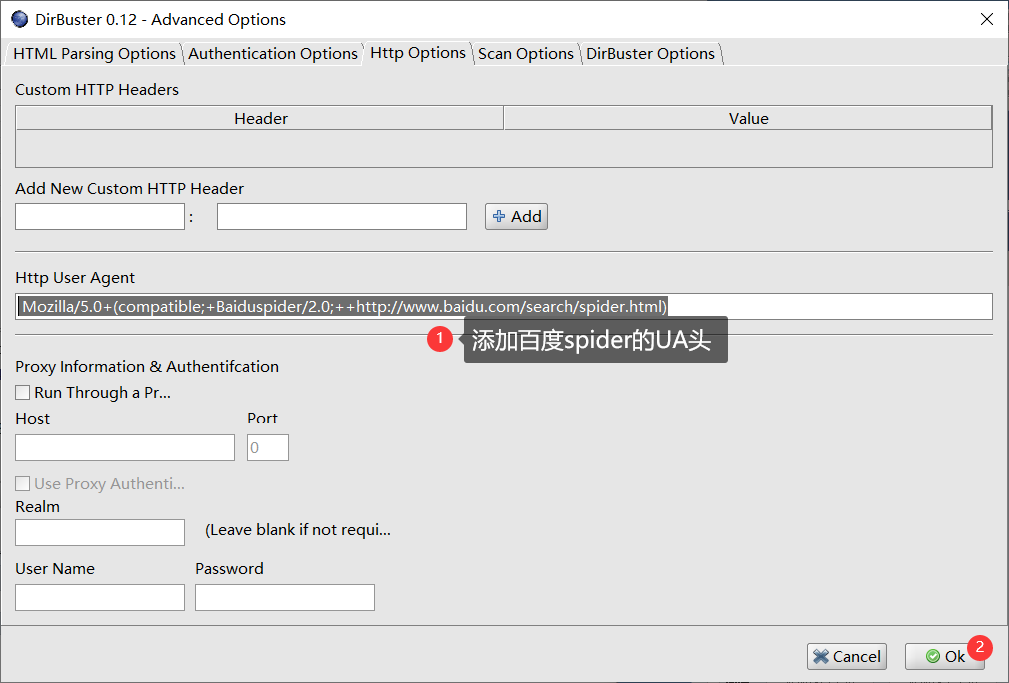 DirBuster 0.12 - Advanced Options
HTML Parsing Options Authentication Options Http Options Scan Options DirBuster Options
Custom HTTP Headers
Header Value
Add New Custom HTTP Header
: Add
Http User Agent
Mozilla/5.0+(compatible;+Baiduspider/2.0;++http://www.baidu.com/search/spider.html)
1 添加百度spider的UA头
Proxy Information & Authentifcation
Run Through a Pr...
Host Port
0
Use Proxy Authenti...
Realm
(Leave blank if not requi...
User Name Password
Cancel Ok 2